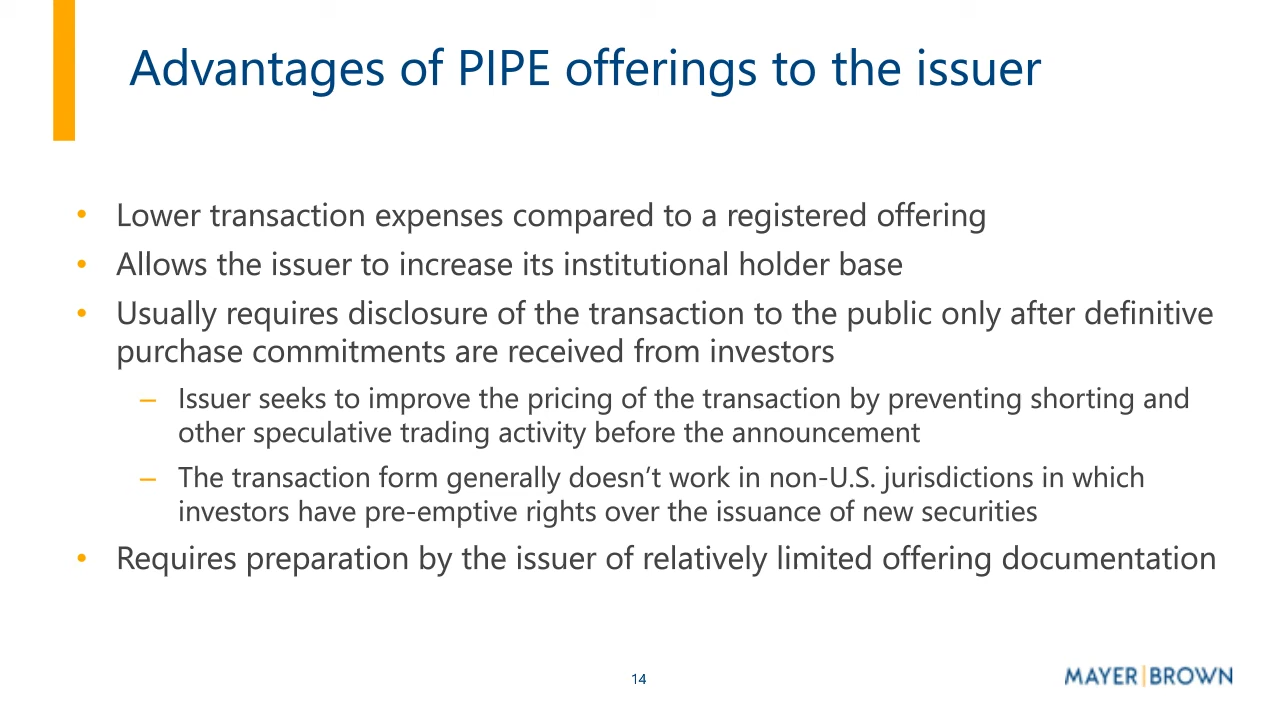 Advantages of PIPE offerings to the issuer
• Lower transaction expenses compared to a registered offering
• Allows the issuer to increase its institutional holder base
• Usually requires disclosure of the transaction to the public only after definitive
purchase commitments are received from investors
– Issuer seeks to improve the pricing of the transaction by preventing shorting and
other speculative trading activity before the announcement
– The transaction form generally doesn’t work in non-U.S. jurisdictions in which
investors have pre-emptive rights over the issuance of new securities
• Requires preparation by the issuer of relatively limited offering documentation
14
MAYER|BROWN